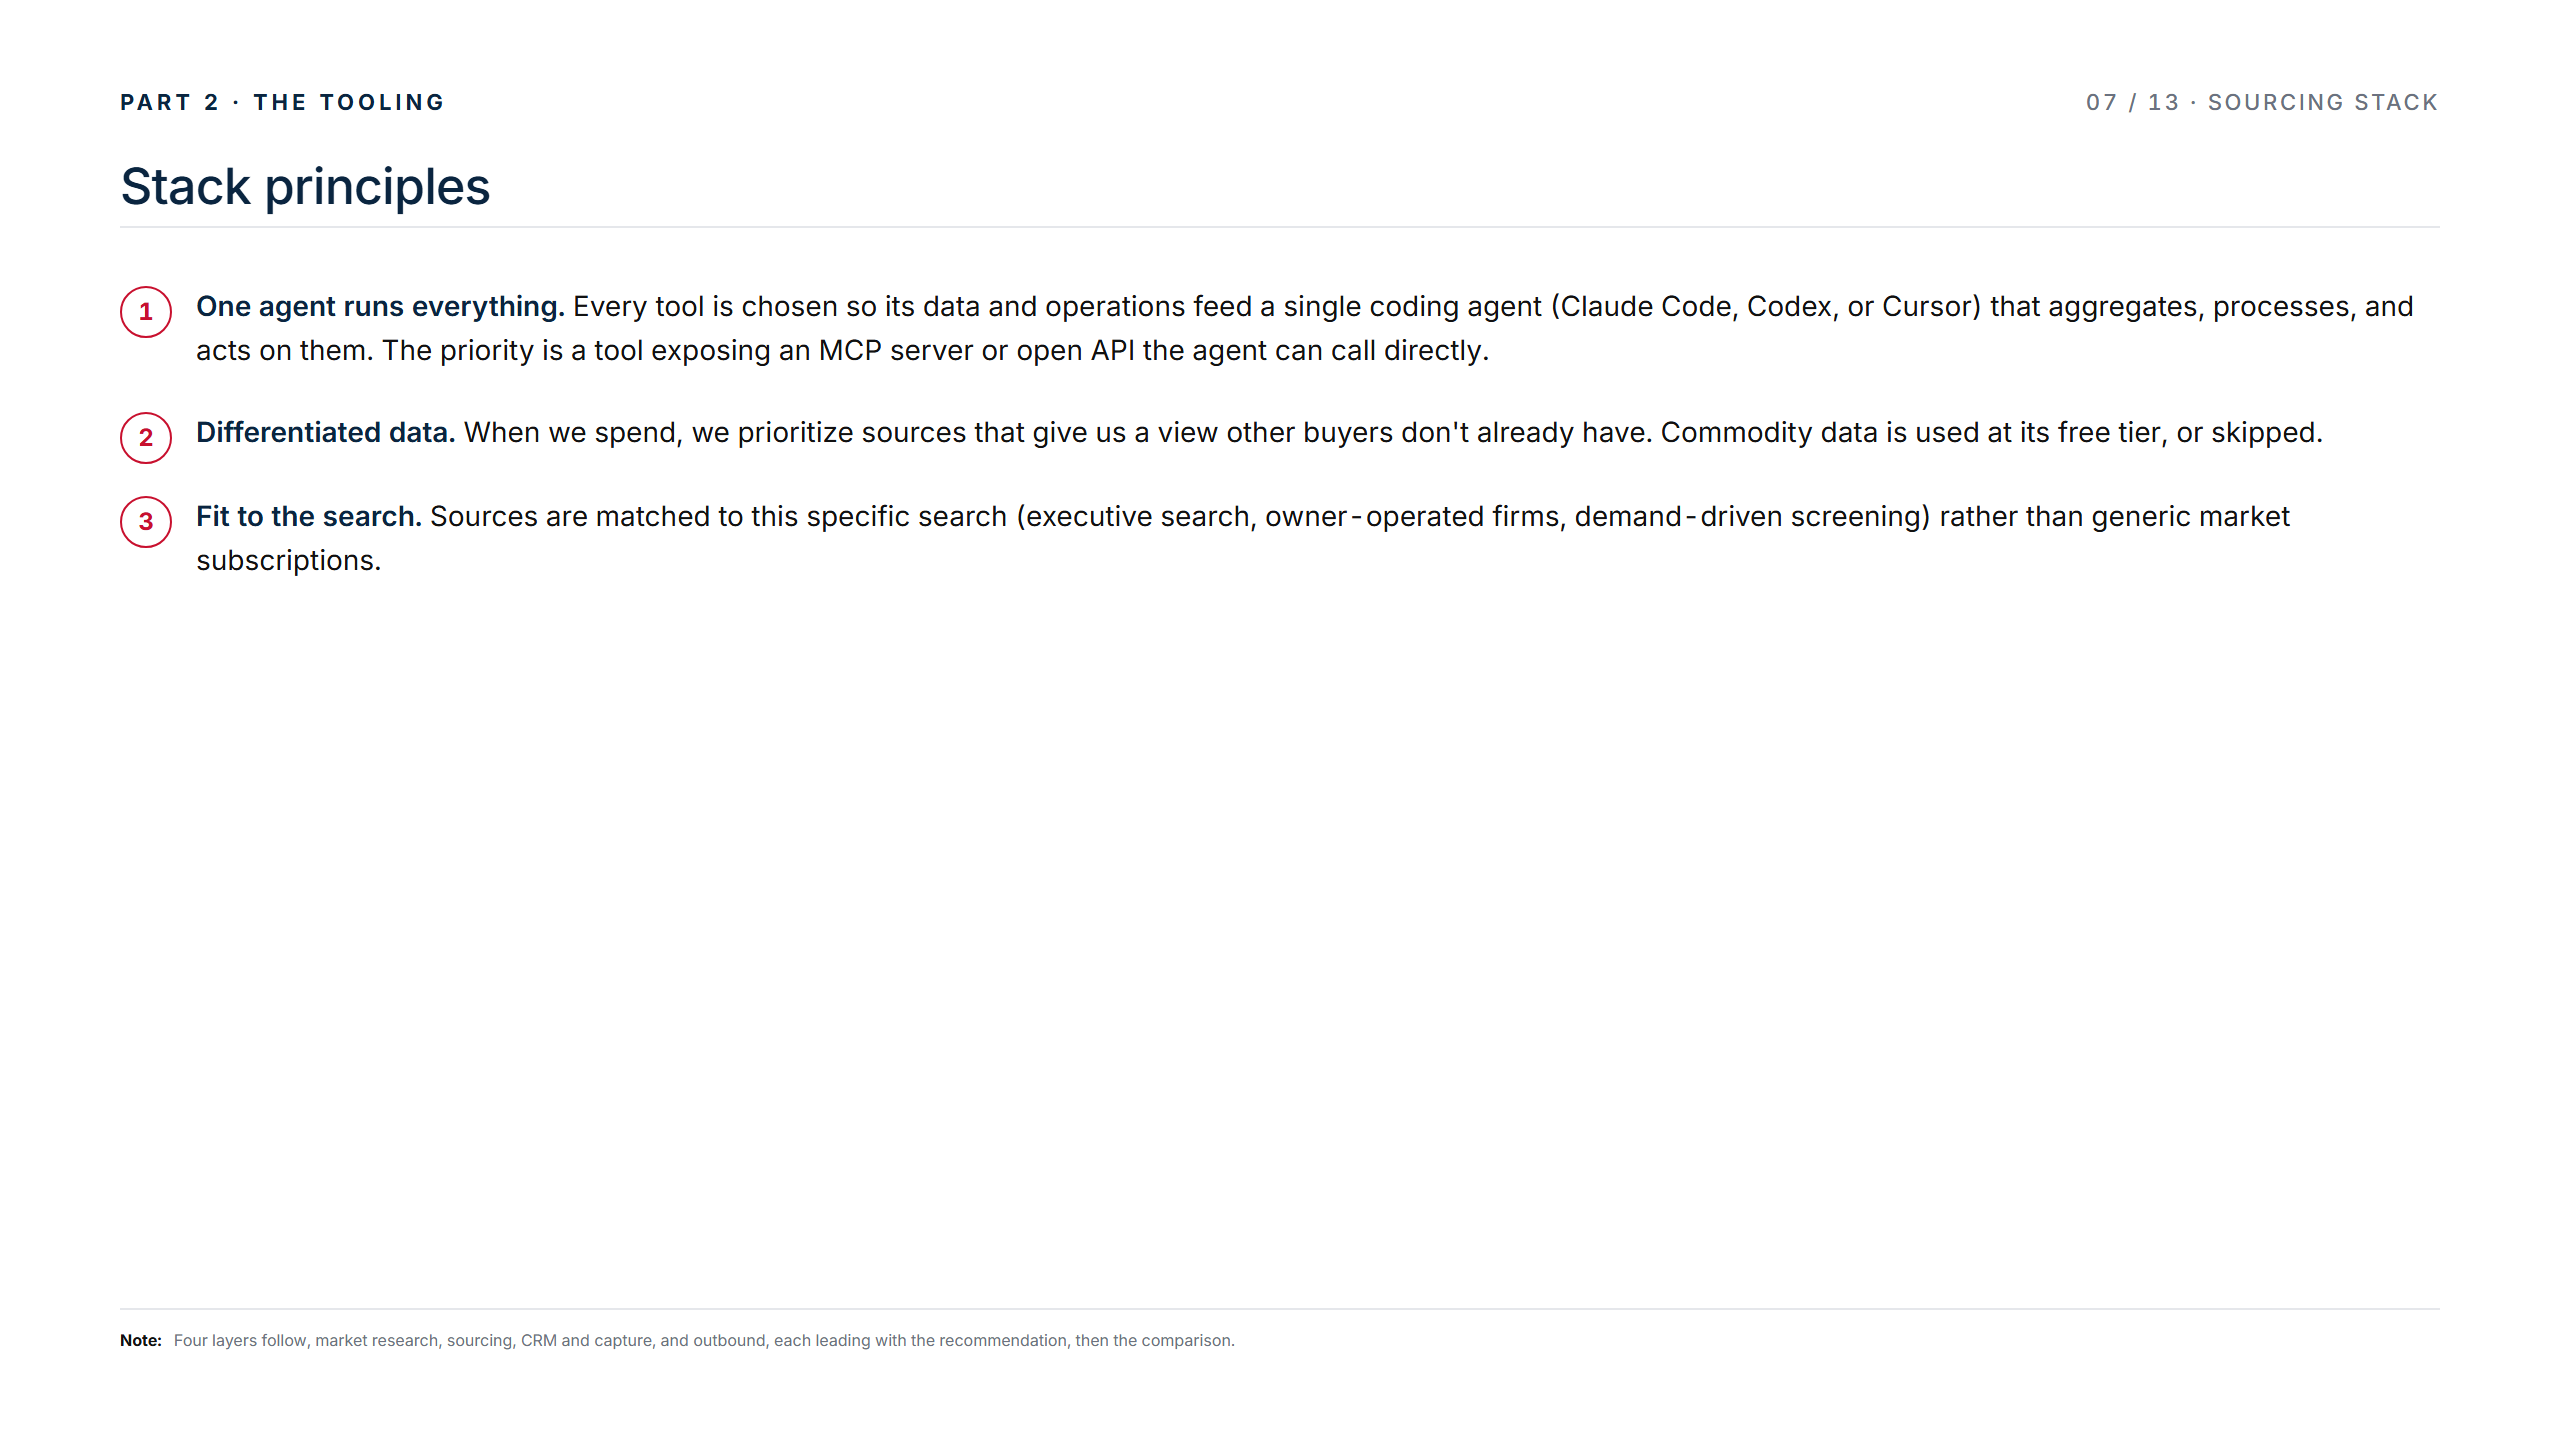 PART 2 · THE TOOLING
07 / 13 · SOURCING STACK
Stack principles
1 One agent runs everything. Every tool is chosen so its data and operations feed a single coding agent (Claude Code, Codex, or Cursor) that aggregates, processes, and
acts on them. The priority is a tool exposing an MCP server or open API the agent can call directly.
2 Differentiated data. When we spend, we prioritize sources that give us a view other buyers don't already have. Commodity data is used at its free tier, or skipped.
3 Fit to the search. Sources are matched to this specific search (executive search, owner-operated firms, demand-driven screening) rather than generic market
subscriptions.
Note: Four layers follow, market research, sourcing, CRM and capture, and outbound, each leading with the recommendation, then the comparison.